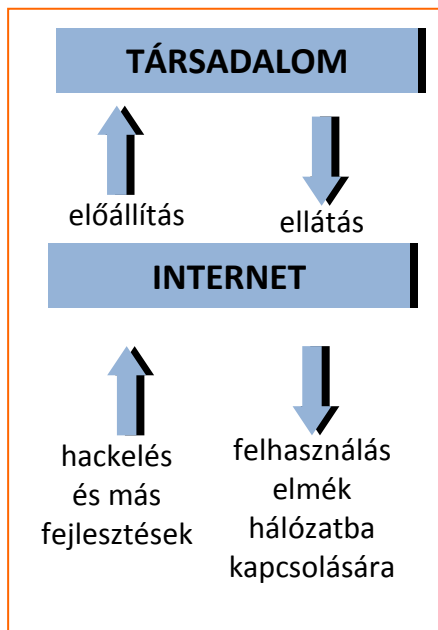 TÁRSADALOM
előállítás
ellátás
INTERNET
hackelés
és más
fejlesztések
felhasználás
elmék
hálózatba
kapcsolására